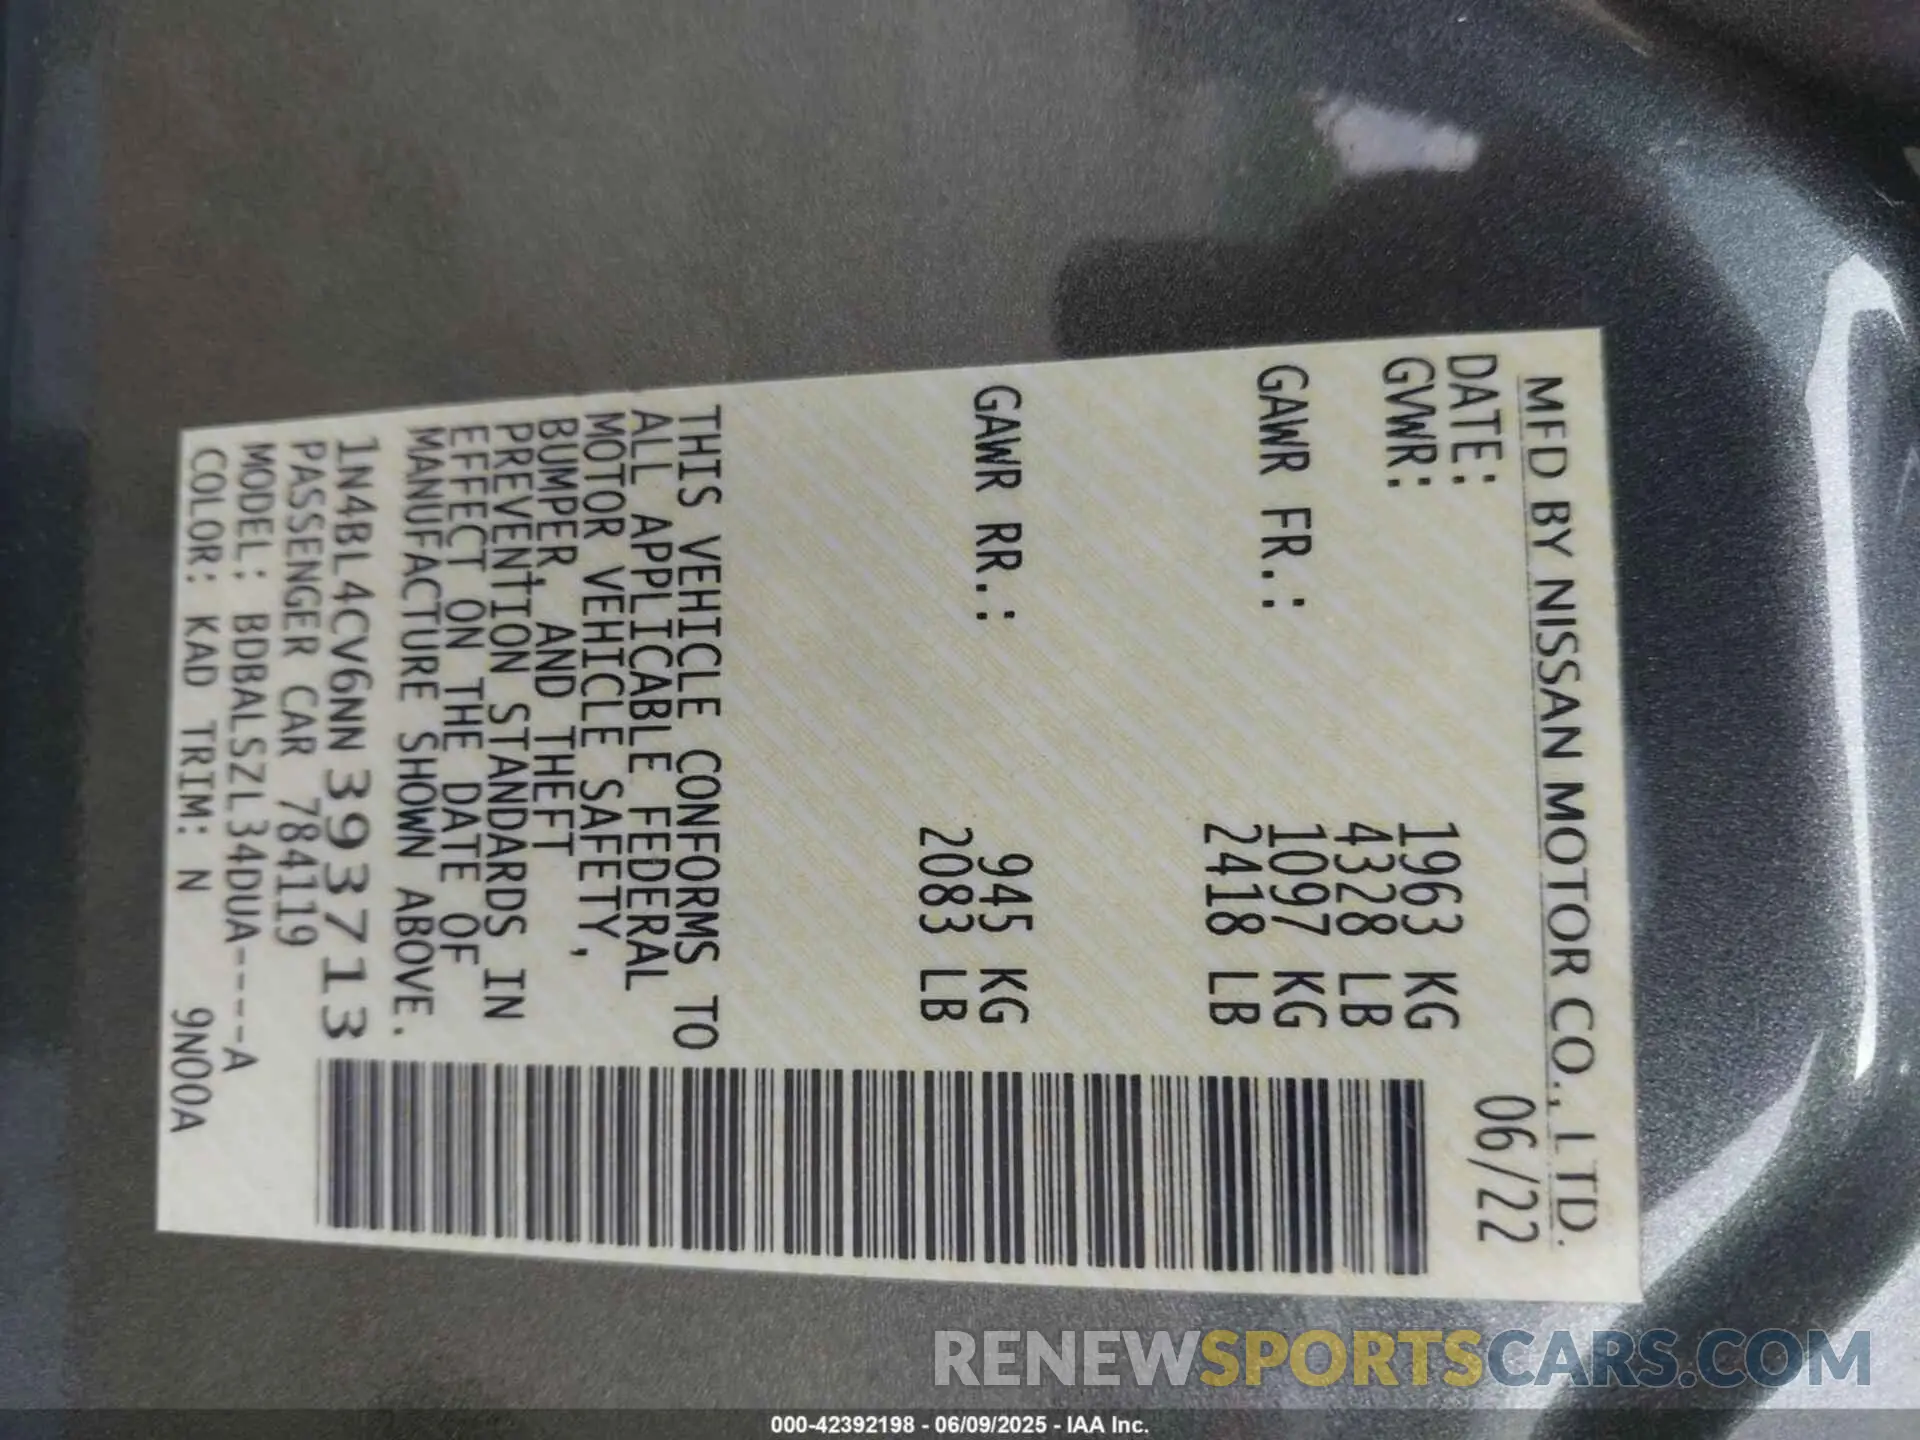 MFD BY NISSAN MOTOR CO., LTD.
DATE: 06/22
GVWR: 1963 KG
4328 LB
GAWR FR.: 1097 KG
2418 LB
GAWR RR.: 945 KG
2083 LB
THIS VEHICLE CONFORMS TO
ALL APPLICABLE FEDERAL
MOTOR VEHICLE SAFETY,
BUMPER, AND THEFT
PREVENTION STANDARDS IN
EFFECT ON THE DATE OF
MANUFACTURE SHOWN ABOVE.
1N4BL4CV6NN393713
PASSENGER CAR 784119
MODEL: BDBALSZL34DUA----A
COLOR: KAD TRIM: N 9N00A
RENEWSPORTSCARS.COM
000-42392198 - 06/09/2025 - IAA Inc.